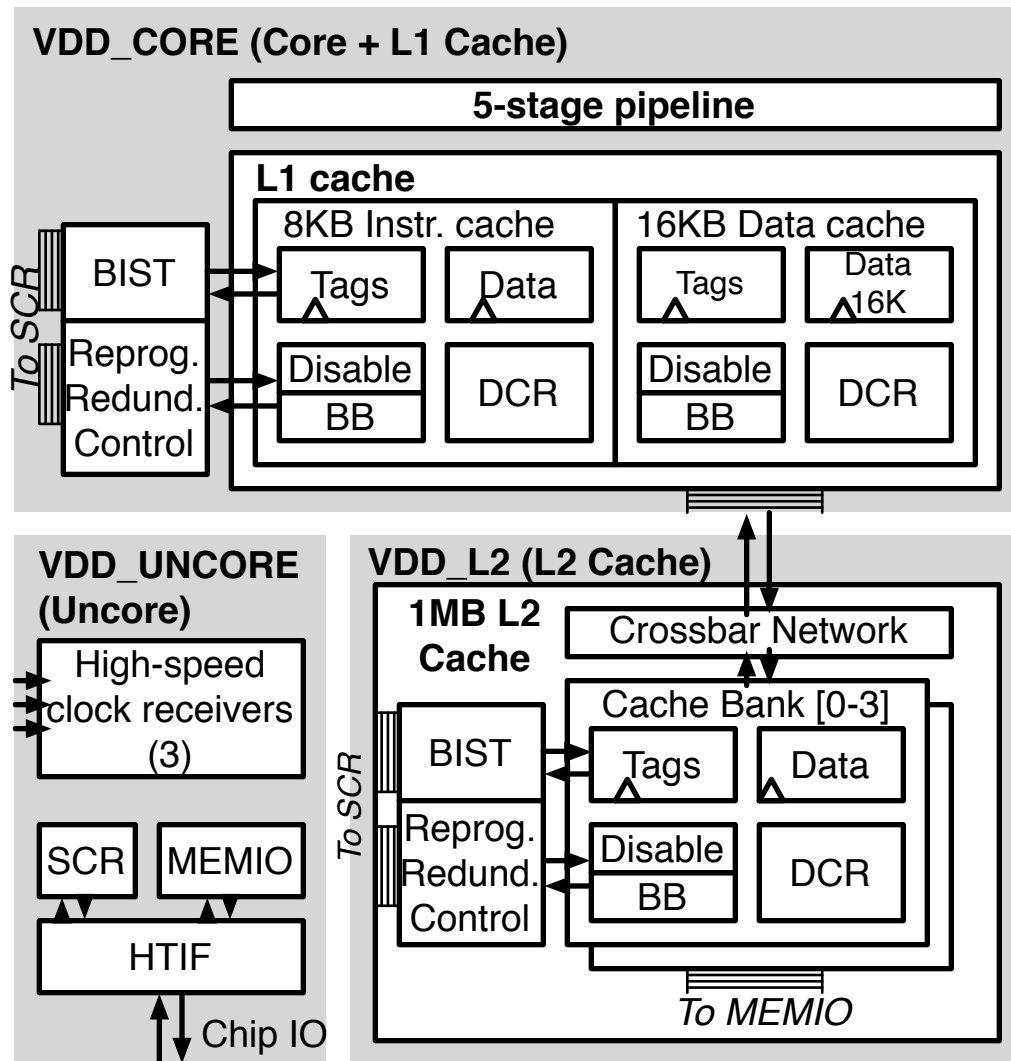 VDD_CORE (Core + L1 Cache)
5-stage pipeline
L1 cache
8KB Instr. cache
Tags
Data
Disable
BB
DCR
16KB Data cache
Tags
Data
16K
Disable
BB
DCR
BIST
Reprog.
Redund.
Control
To SCR
VDD_UNCORE
(Uncore)
High-speed
clock receivers
(3)
SCR
MEMIO
HTIF
Chip IO
VDD_L2 (L2 Cache)
1MB L2
Cache
Crossbar Network
Cache Bank [0-3]
Tags
Data
Disable
BB
DCR
BIST
Reprog.
Redund.
Control
To SCR
To MEMIO